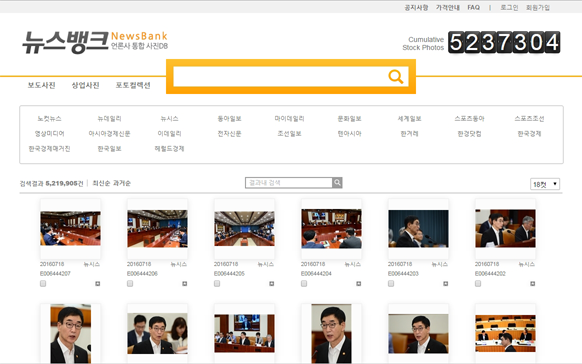 공지사항 가격안내 FAQ | 로그인 회원가입
뉴스뱅크 NewsBank
언론사 통합 사진DB
Cumulative
Stock Photos
5237304
보도사진 상업사진 포토컬렉션
노컷뉴스 뉴데일리 뉴시스 동아일보 마이데일리 문화일보 세계일보 스포츠동아 스포츠조선
영상미디어 아시아경제신문 이데일리 전자신문 조선일보 텐아시아 한겨레 한경닷컴 한국경제
한국경제매거진 한국일보 헤럴드경제
검색결과 5,219,905건 | 최신순 과거순
결과내 검색
18컷
20160718 뉴시스 20160718 뉴시스 20160718 뉴시스 20160718 뉴시스 20160718 뉴시스 20160718 뉴시스
E006444207 E006444206 E006444205 E006444204 E006444203 E006444202